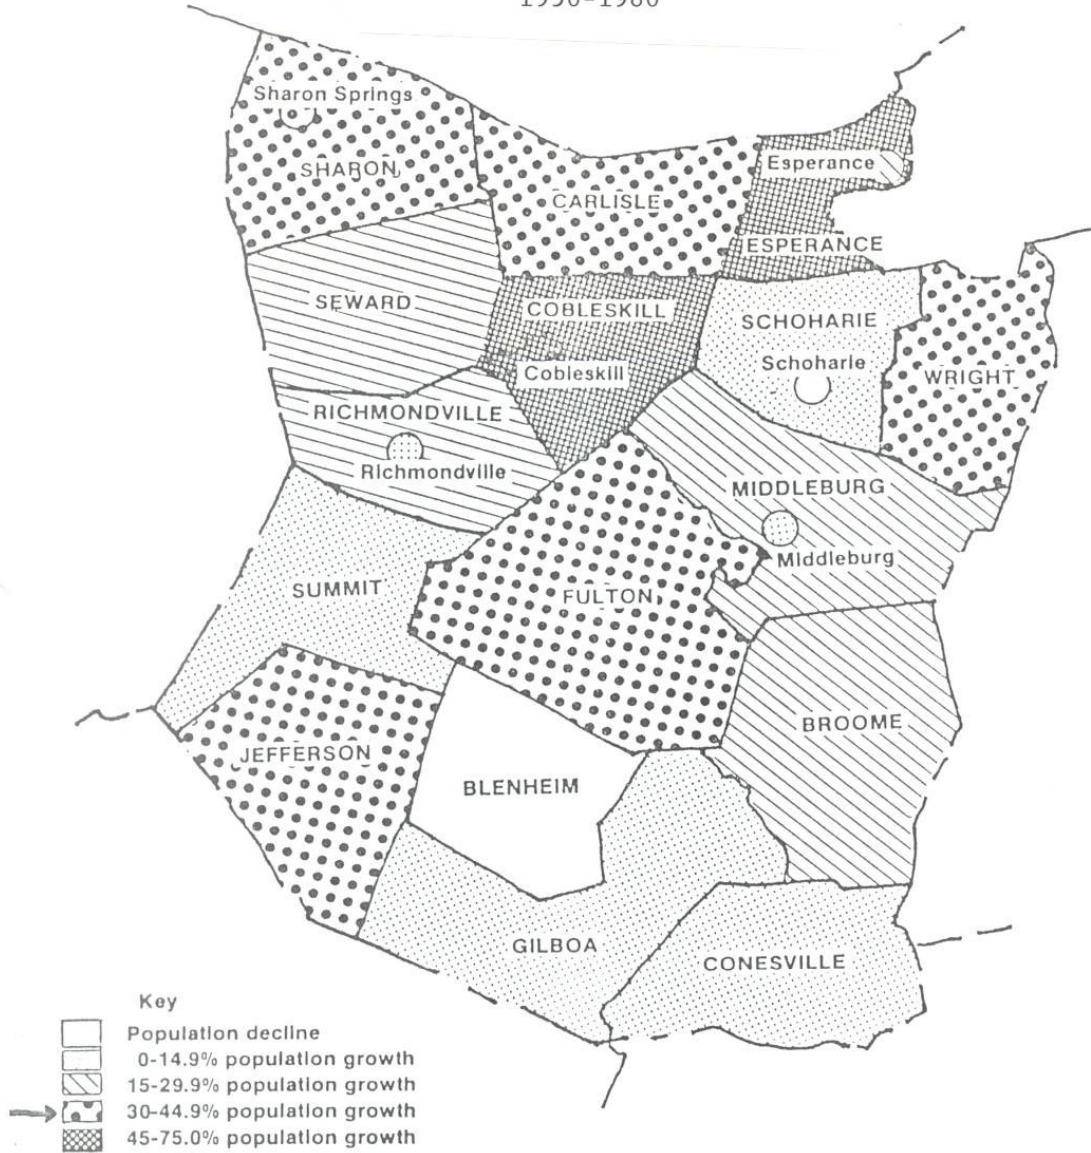 1950-1980
Sharon Springs
SHARON
CARLISLE
Esperance
ESPERANCE
SEWARD
COBLESKILL
Cobleskill
SCHOHARIE
Schoharie
WRIGHT
RICHMONDVILLE
Richmondville
MIDDLEBURG
Middleburg
SUMMIT
FULTON
JEFFERSON
BLENHEIM
BROOME
GILBOA
CONESVILLE
Key
Population decline
0-14.9% population growth
15-29.9% population growth
30-44.9% population growth
45-75.0% population growth